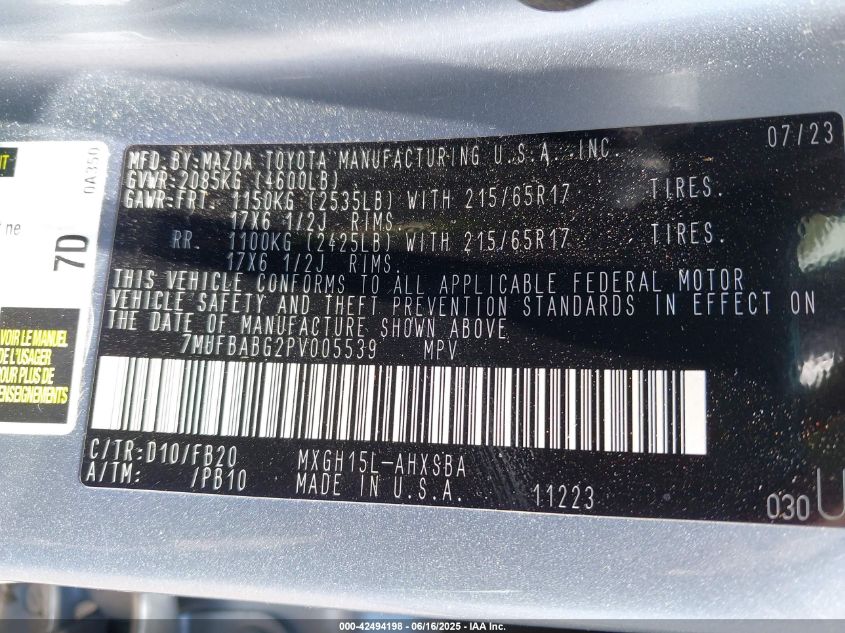 07/23
MFD.BY:MAZDA TOYOTA MANUFACTURING U.S.A. .INC.
GVWR:2085KG (4600LB)
GAWR:FRT. 1150KG (2535LB) WITH 215/65R17 TIRES.
17X6 1/2J RIMS.
RR. 1100KG (2425LB) WITH 215/65R17 TIRES.
17X6 1/2J RIMS.
THIS VEHICLE CONFORMS TO ALL APPLICABLE FEDERAL MOTOR
VEHICLE SAFETY AND THEFT PREVENTION STANDARDS IN EFFECT ON
THE DATE OF MANUFACTURE SHOWN ABOVE.
7MUFBABG2PV005539 MPV
C/TR:D10/FB20 MXGH15L-AHXSBA
A/TM: /PB10 MADE IN U.S.A. 11223
030
0A350
ne
7D
VOIR LE MANUEL
DE L'USAGER
POUR PLUS DE
RENSEIGNEMENTS
000-42494198 - 06/16/2025 - IAA Inc.